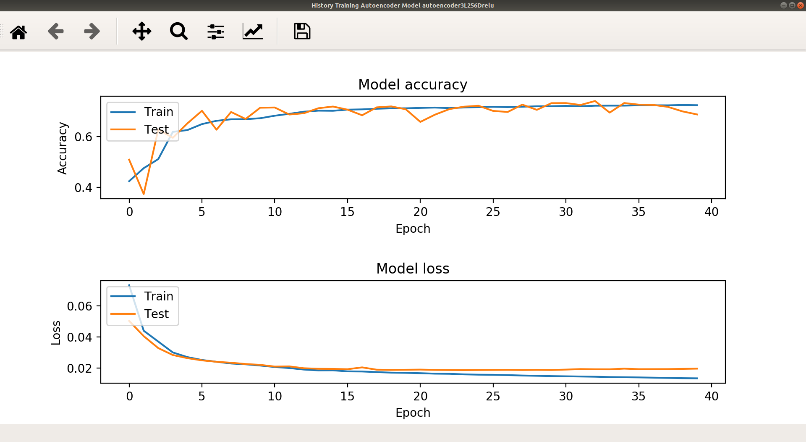 History Training Autoencoder Model autoencoder3L256Drelu
Model accuracy
Train
Test
Accuracy
0.6
0.4
0 5 10 15 20 25 30 35 40
Epoch
Model loss
Train
Test
Loss
0.06
0.04
0.02
0 5 10 15 20 25 30 35 40
Epoch